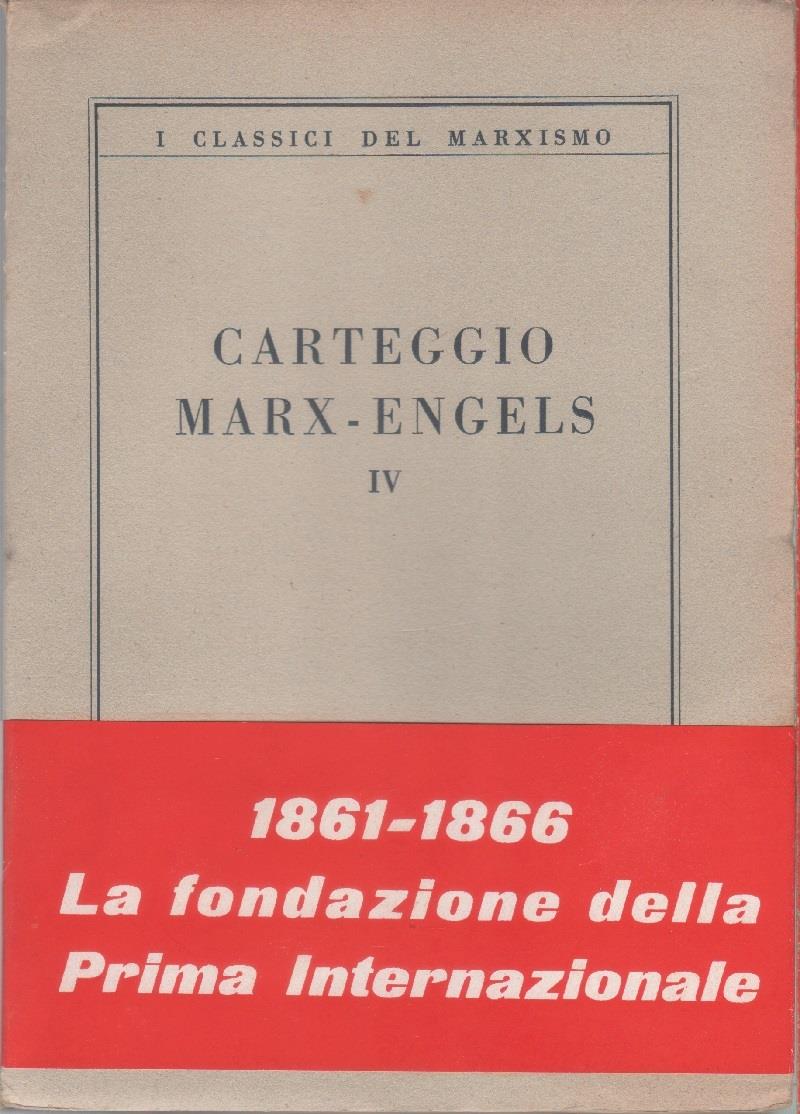 I CLASSICI DEL MARXISMO
CARTEGGIO
MARX-ENGELS
IV
1861-1866
La fondazione della
Prima Internazionale